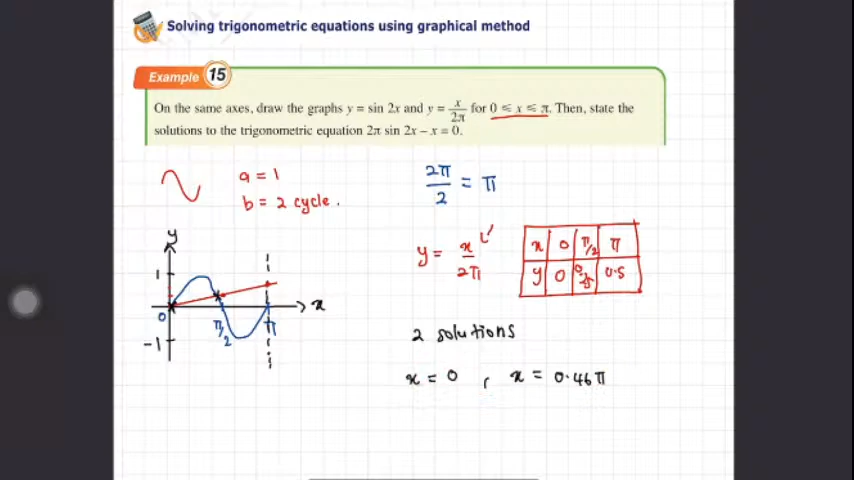 Solving trigonometric equations using graphical method
Example 15
On the same axes, draw the graphs y = sin 2x and y = x/2π for 0 ⩽ x ⩽ π. Then, state the
solutions to the trigonometric equation 2π sin 2x – x = 0.
a = 1
b = 2 cycle.
2π/2 = π
y = x/2π
x 0 π/2 π
y 0 0.25 0.5
y
1
0
π/2
π
x
-1
2 solutions
x = 0 , x = 0.46π